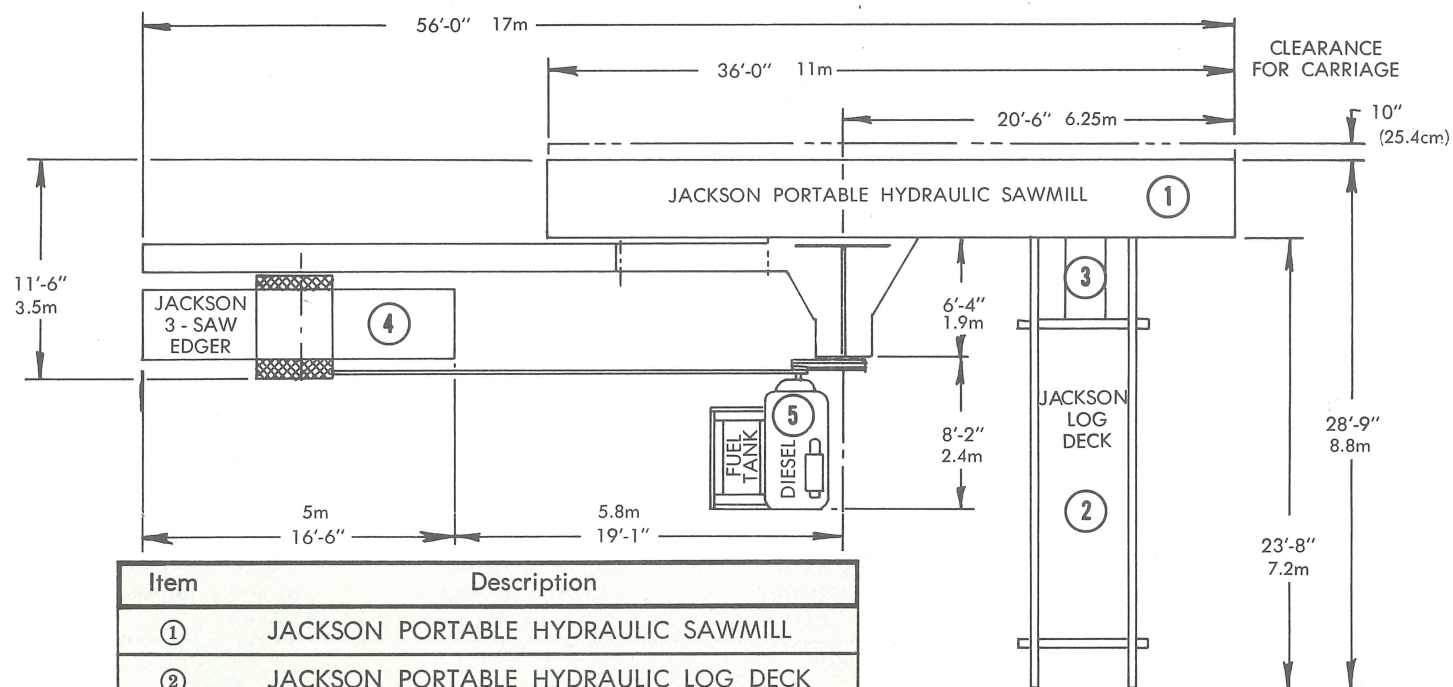 56'-0" 17m
CLEARANCE
FOR CARRIAGE
36'-0" 11m
20'-6" 6.25m
10"
(25.4cm)
JACKSON PORTABLE HYDRAULIC SAWMILL
1
3
11'-6"
3.5m
JACKSON
3 - SAW
EDGER
4
6'-4"
1.9m
JACKSON
LOG
DECK
2
5
FUEL
TANK
DIESEL
8'-2"
2.4m
28'-9"
8.8m
5m
16'-6"
5.8m
19'-1"
23'-8"
7.2m
Item Description
1 JACKSON PORTABLE HYDRAULIC SAWMILL
2 JACKSON PORTABLE HYDRAULIC LOG DECK